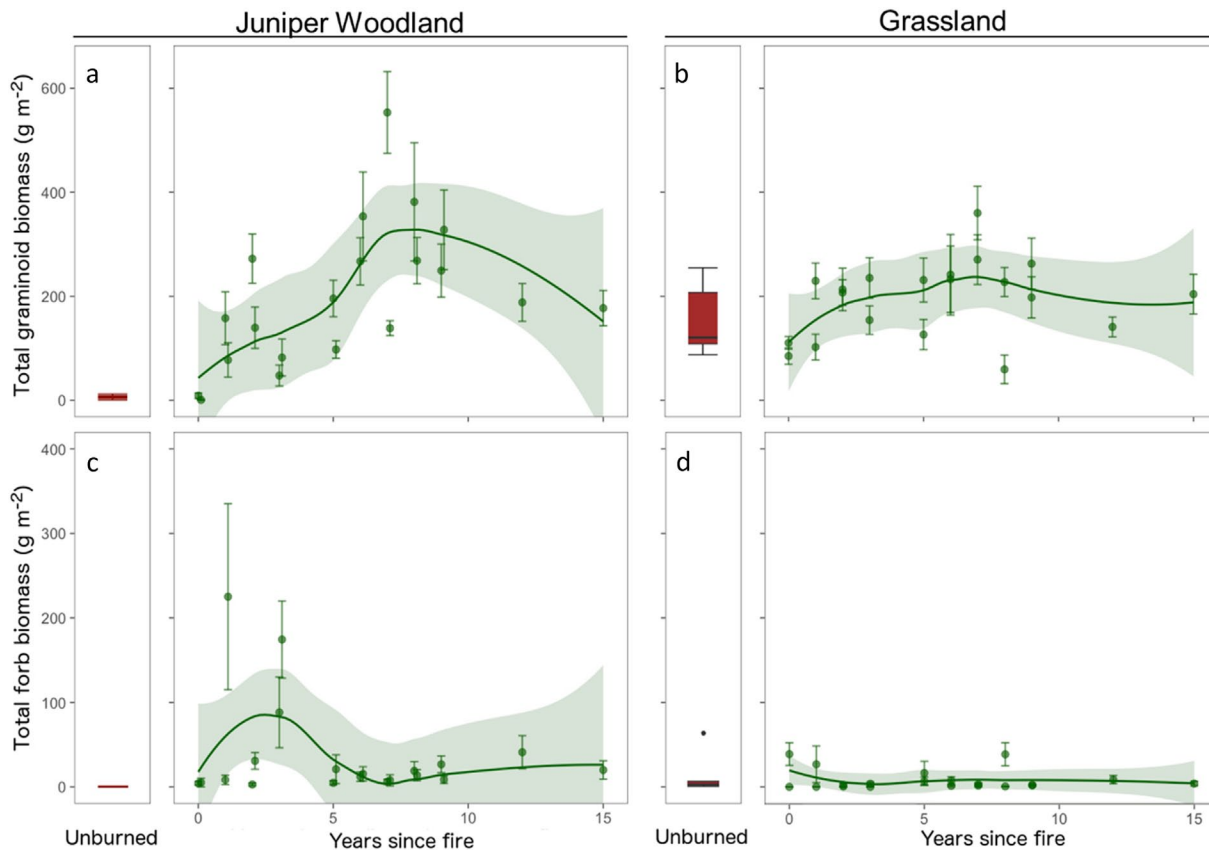 Juniper Woodland
Grassland
a
b
Total graminoid biomass (g m⁻²)
600
400
200
0
c
d
Total forb biomass (g m⁻²)
400
300
200
100
0
0
5
10
15
0
5
10
15
Unburned
Years since fire
Unburned
Years since fire